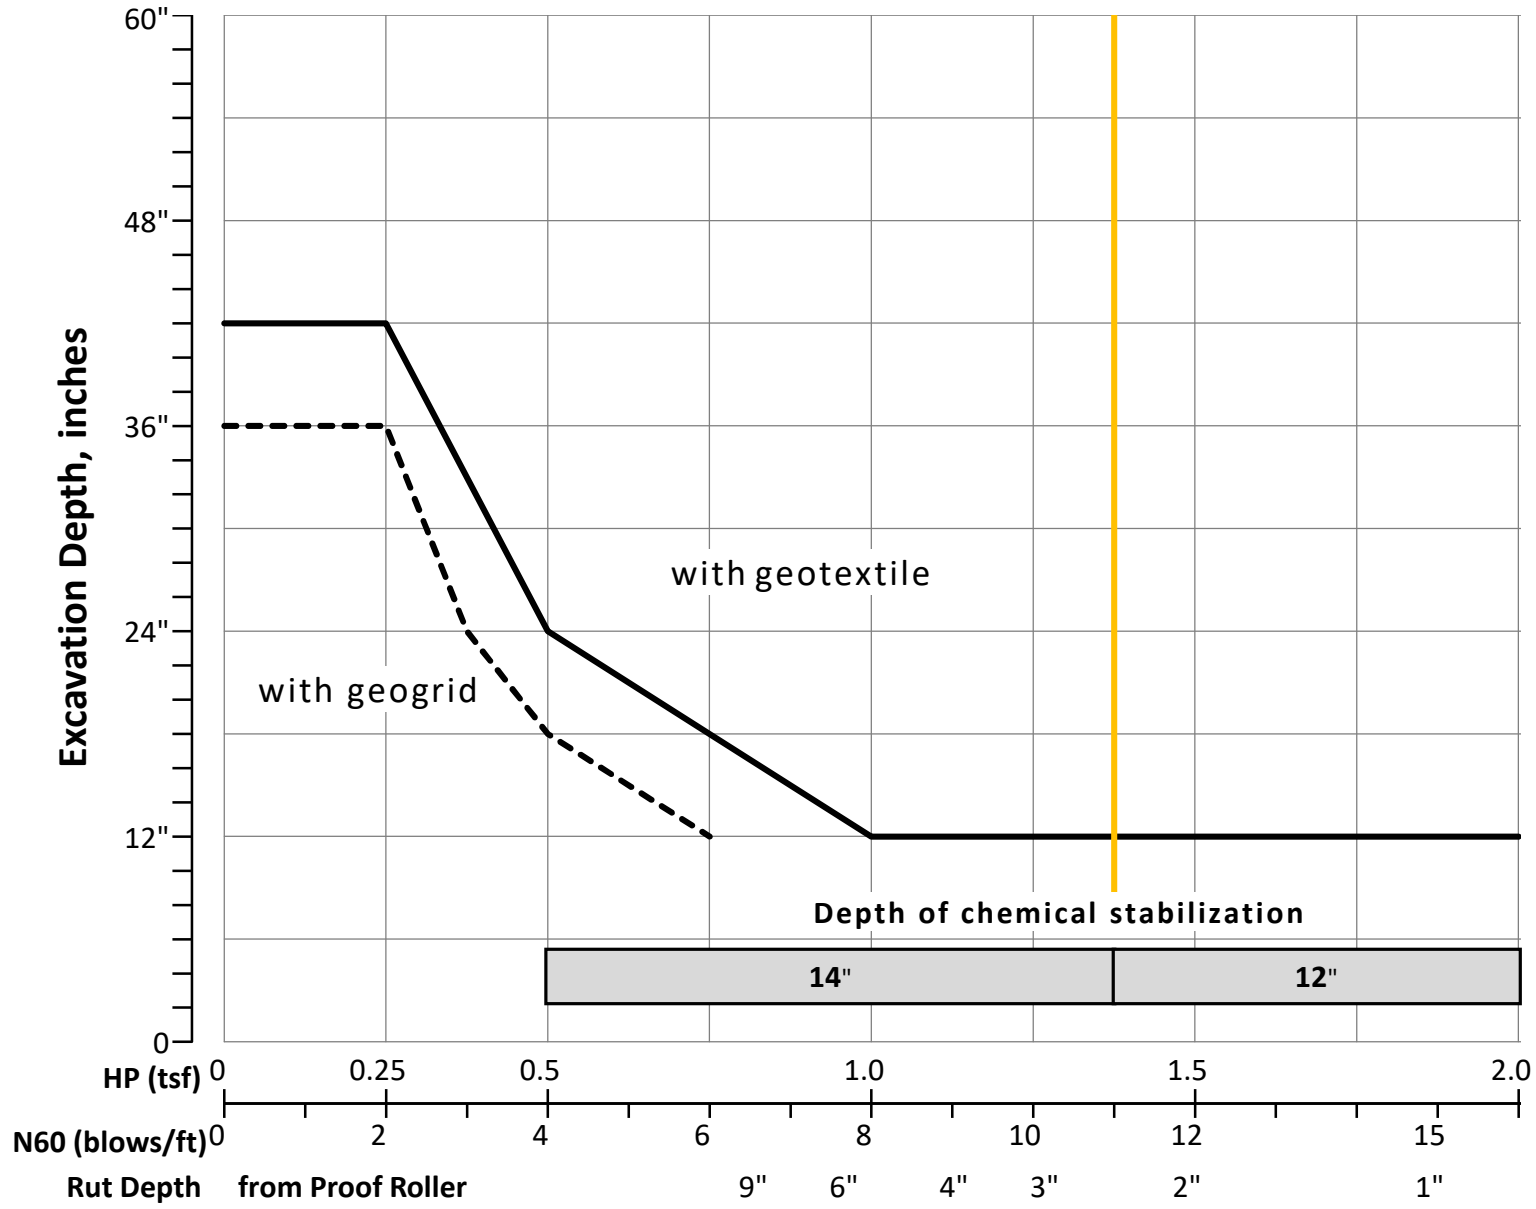 60"
48"
36"
24"
12"
0
Excavation Depth, inches
with geotextile
with geogrid
Depth of chemical stabilization
14" 12"
HP (tsf) 0 0.25 0.5 1.0 1.5 2.0
N60 (blows/ft) 0 2 4 6 8 10 12 15
Rut Depth from Proof Roller 9" 6" 4" 3" 2" 1"